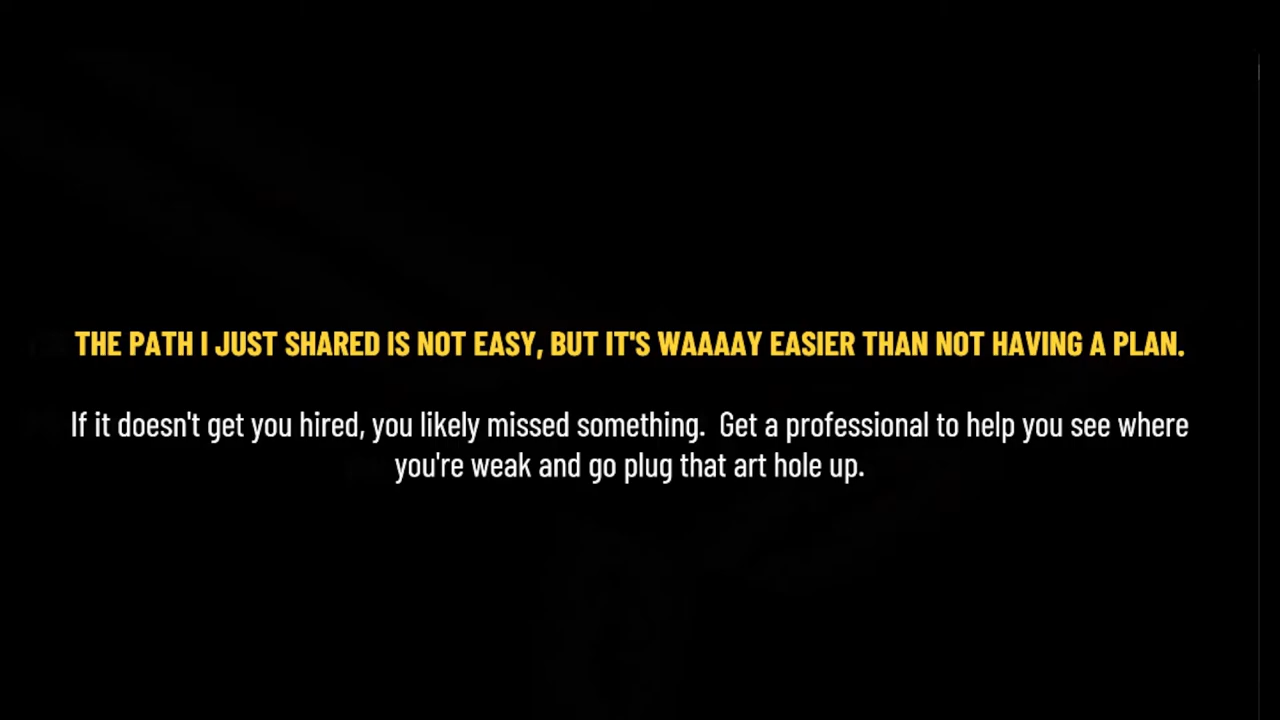 THE PATH I JUST SHARED IS NOT EASY, BUT IT'S WAAAAY EASIER THAN NOT HAVING A PLAN.
If it doesn't get you hired, you likely missed something.  Get a professional to help you see where
you're weak and go plug that art hole up.